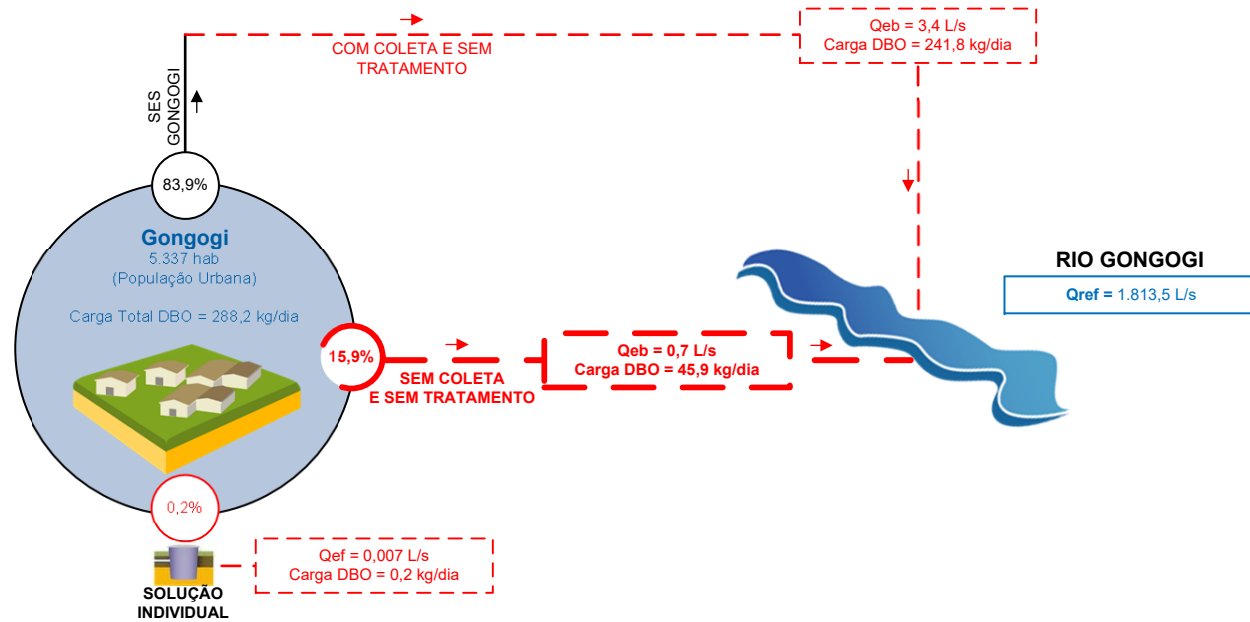 Qeb = 3,4 L/s
Carga DBO = 241,8 kg/dia
COM COLETA E SEM
TRATAMENTO
SES
GONGOGI
83,9%
Gongogi
5.337 hab
(População Urbana)
Carga Total DBO = 288,2 kg/dia
RIO GONGOGI
Qref = 1.813,5 L/s
15,9%
Qeb = 0,7 L/s
Carga DBO = 45,9 kg/dia
SEM COLETA
E SEM TRATAMENTO
0,2%
Qef = 0,007 L/s
Carga DBO = 0,2 kg/dia
SOLUÇÃO
INDIVIDUAL